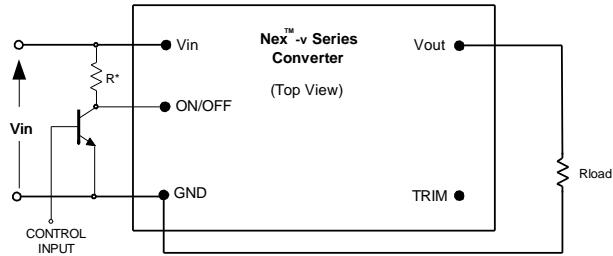 Nex™-v Series
Converter
(Top View)
Vin
Vout
R*
ON/OFF
Vin
GND
TRIM
Rload
CONTROL
INPUT